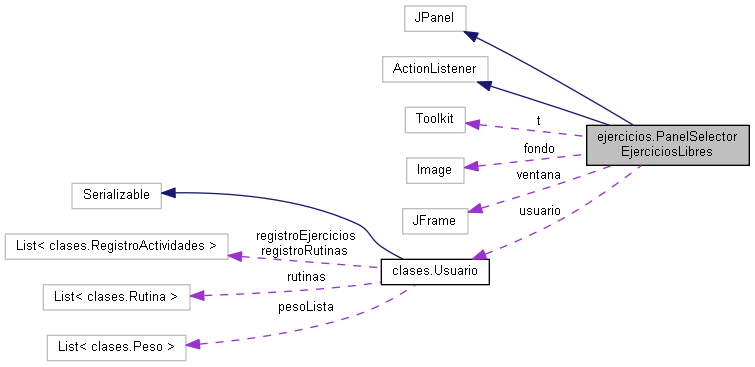 JPanel
ActionListener
Toolkit
t
ejercicios.PanelSelector
EjerciciosLibres
fondo
Image
ventana
Serializable
usuario
JFrame
registroEjercicios
List< clases.RegistroActividades >
registroRutinas
clases.Usuario
rutinas
List< clases.Rutina >
pesoLista
List< clases.Peso >